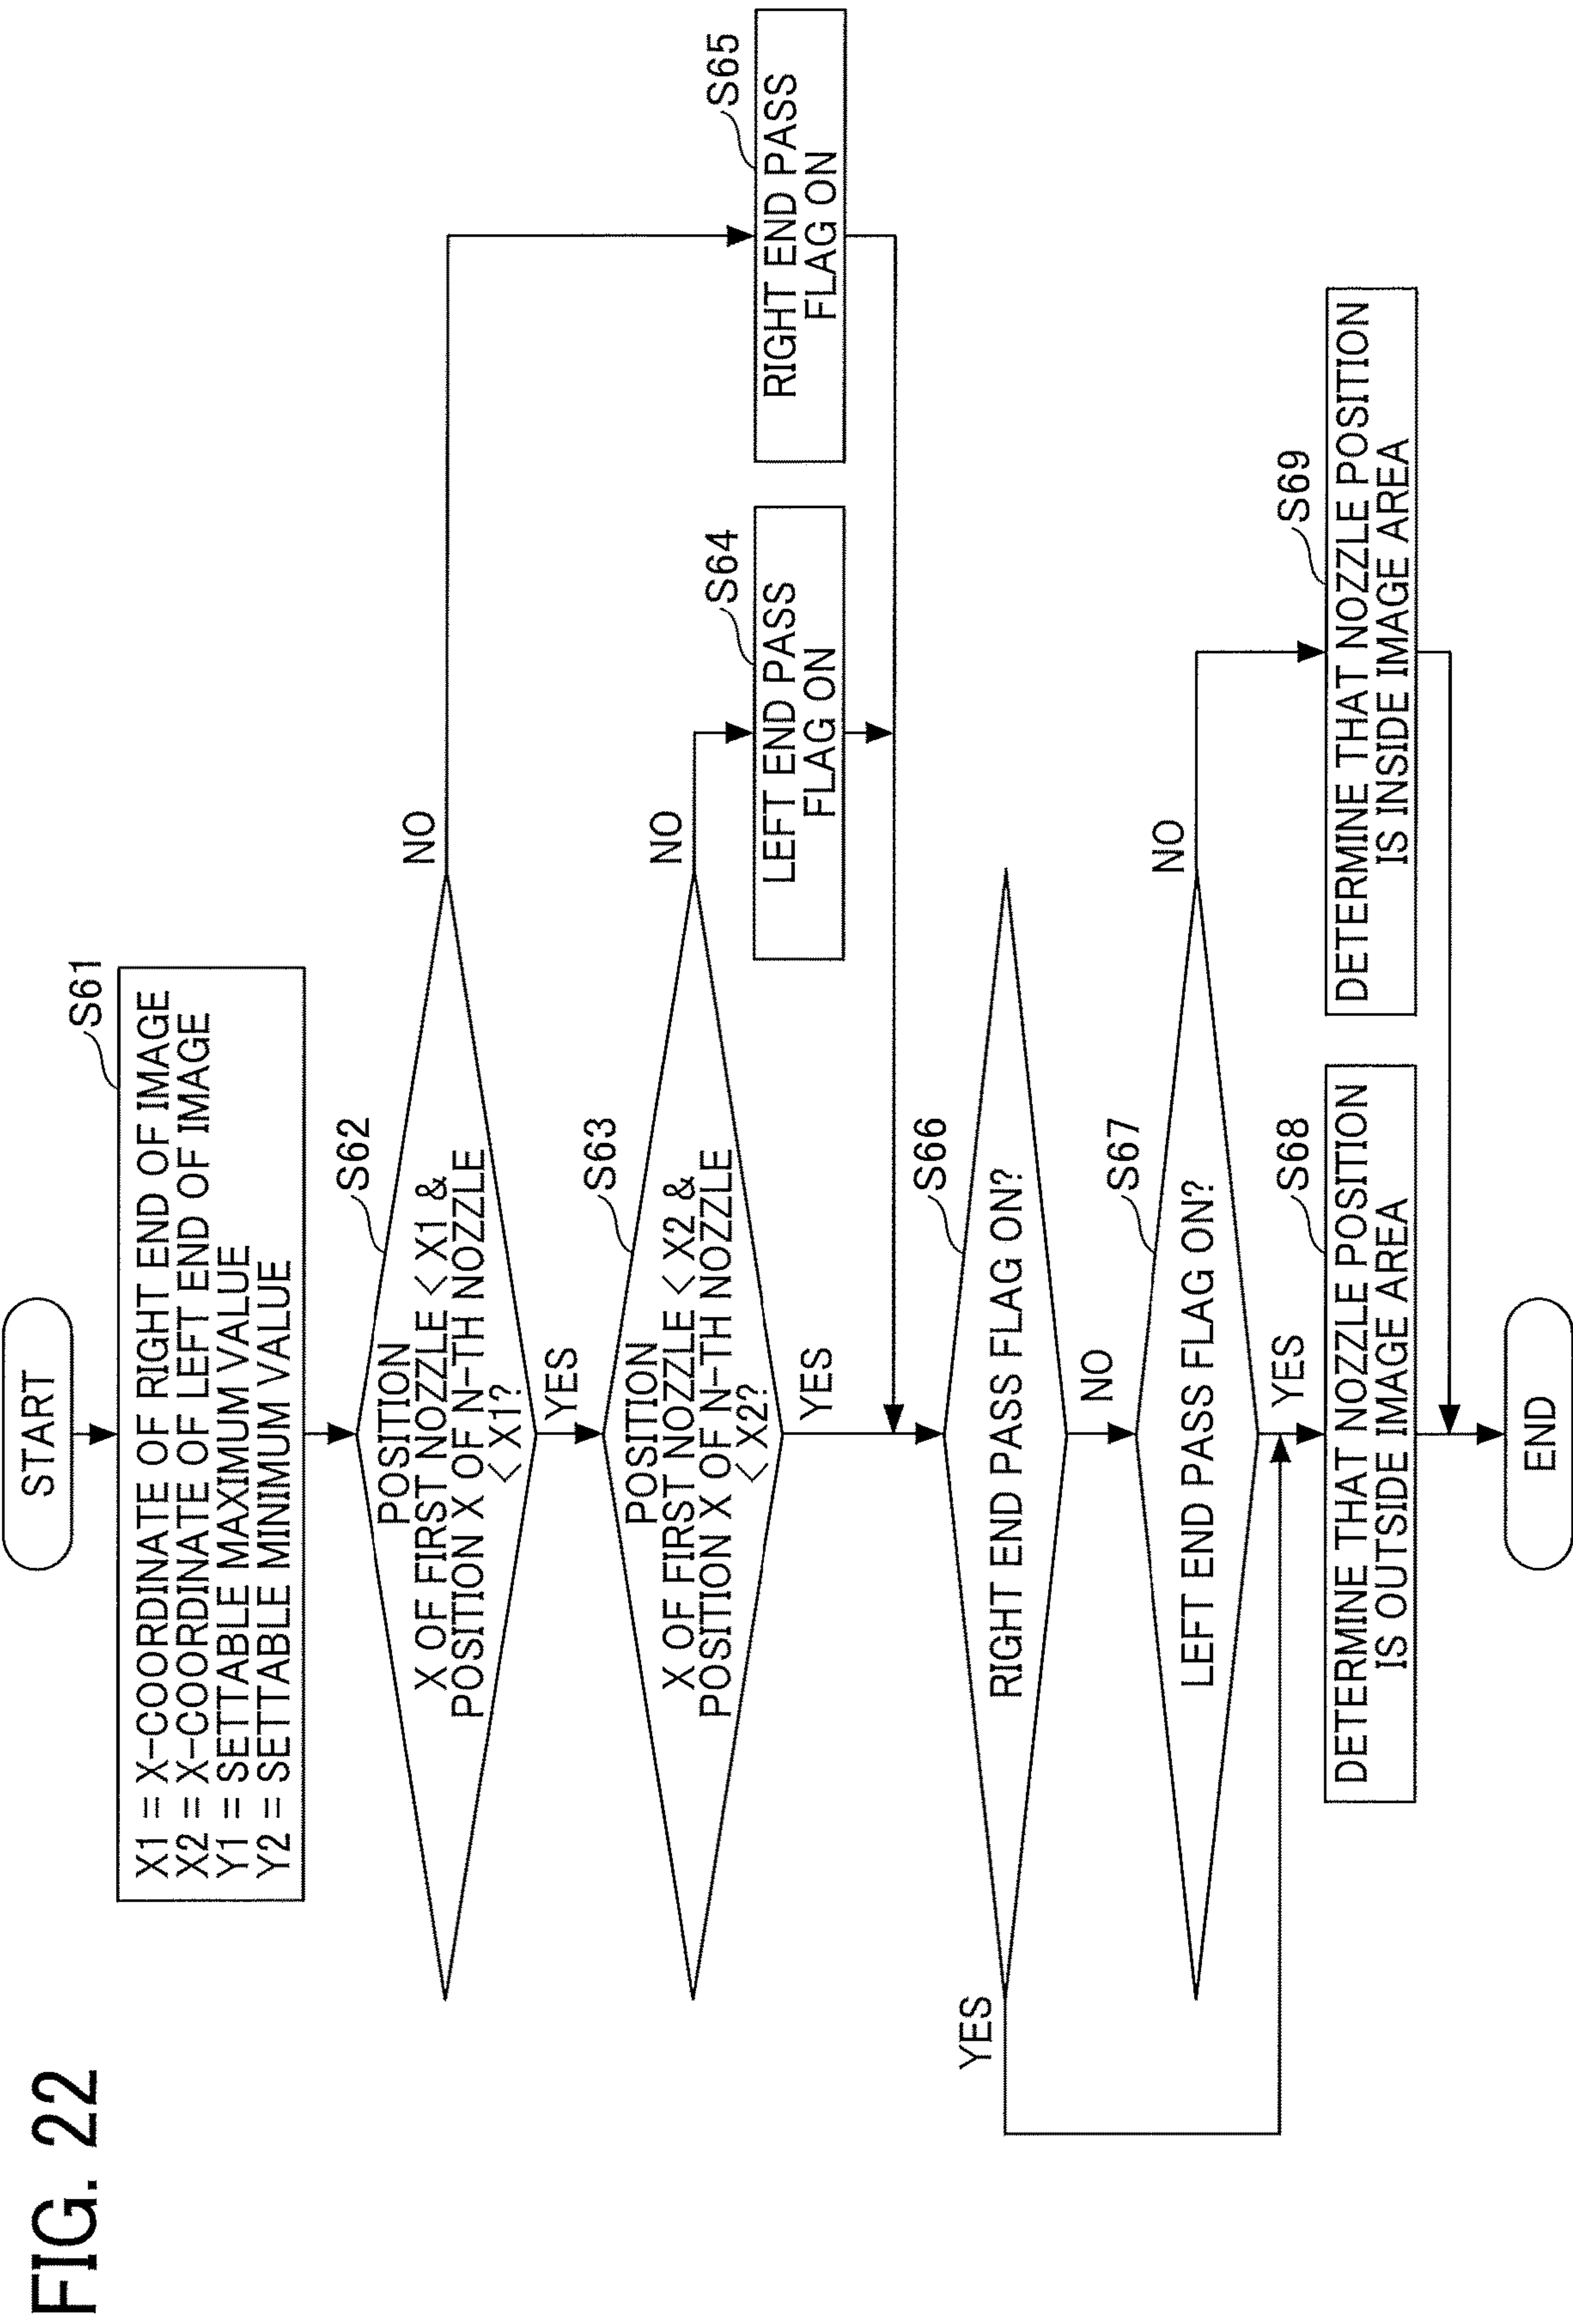 FIG. 22
START
S61
X1 = X-COORDINATE OF RIGHT END OF IMAGE
X2 = X-COORDINATE OF LEFT END OF IMAGE
Y1 = SETTABLE MAXIMUM VALUE
Y2 = SETTABLE MINIMUM VALUE
S62
POSITION
X OF FIRST NOZZLE < X1 &
POSITION X OF N-TH NOZZLE
< X1?
NO
YES
S63
POSITION
X OF FIRST NOZZLE < X2 &
POSITION X OF N-TH NOZZLE
< X2?
NO
YES
S64
LEFT END PASS
FLAG ON
S65
RIGHT END PASS
FLAG ON
S66
RIGHT END PASS FLAG ON?
YES
NO
S67
LEFT END PASS FLAG ON?
NO
YES
S68
DETERMINE THAT NOZZLE POSITION
IS OUTSIDE IMAGE AREA
S69
DETERMINE THAT NOZZLE POSITION
IS INSIDE IMAGE AREA
END